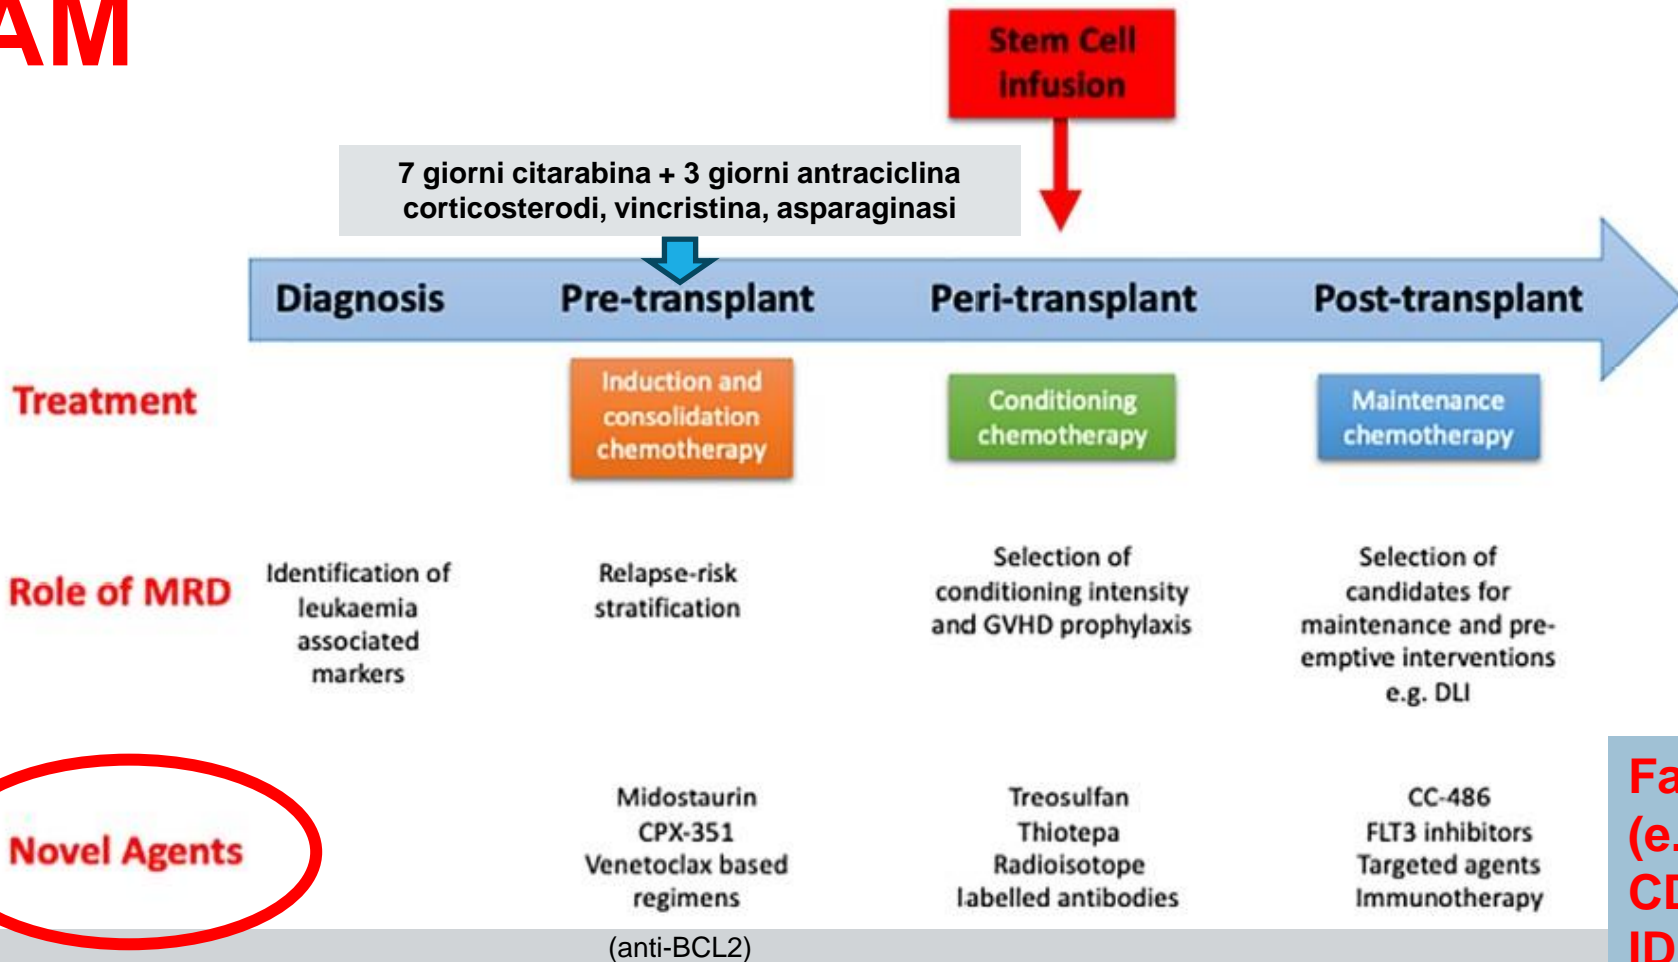 AM
Stem Cell
infusion
7 giorni citarabina + 3 giorni antraciclina
corticosterodi, vincristina, asparaginasi
Diagnosis
Pre-transplant
Peri-transplant
Post-transplant
Treatment
Induction and
consolidation
chemotherapy
Conditioning
chemotherapy
Maintenance
chemotherapy
Role of MRD
Identification of
leukaemia
associated
markers
Relapse-risk
stratification
Selection of
conditioning intensity
and GVHD prophylaxis
Selection of
candidates for
maintenance and pre-
emptive interventions
e.g. DLI
Novel Agents
Midostaurin
CPX-351
Venetoclax based
regimens
(anti-BCL2)
Treosulfan
Thiotepa
Radioisotope
labelled antibodies
CC-486
FLT3 inhibitors
Targeted agents
Immunotherapy
Fa
(e.
CD
ID